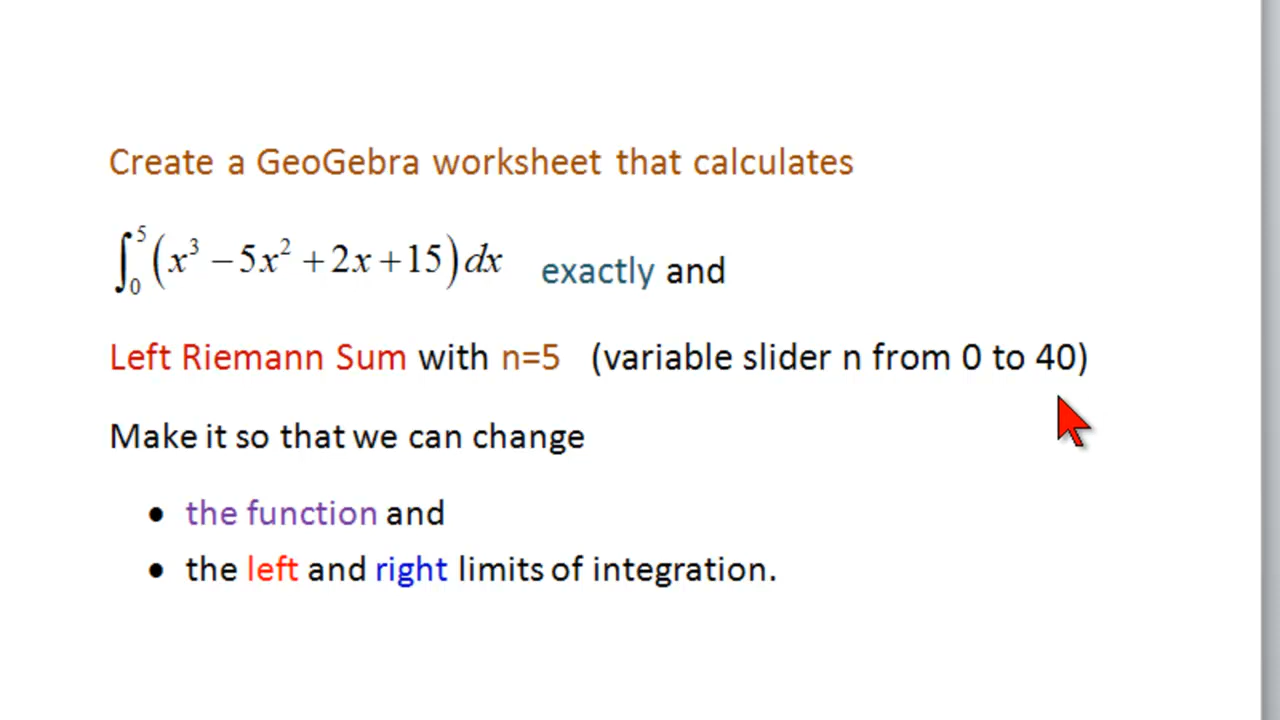 Create a GeoGebra worksheet that calculates
∫₀⁵(x³ − 5x² + 2x + 15)dx exactly and
Left Riemann Sum with n=5 (variable slider n from 0 to 40)
Make it so that we can change
• the function and
• the left and right limits of integration.